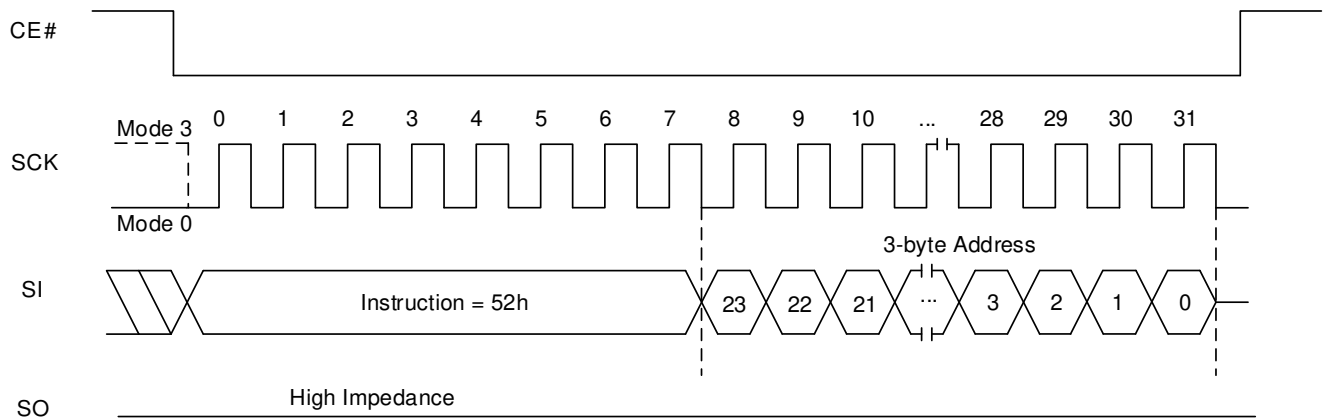 CE#
0 1 2 3 4 5 6 7 8 9 10 ... 28 29 30 31
Mode 3
SCK
Mode 0
3-byte Address
SI
Instruction = 52h 23 22 21 ... 3 2 1 0
High Impedance
SO